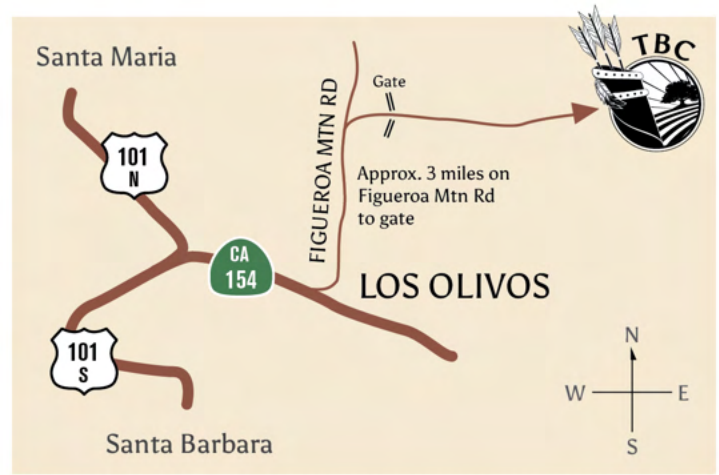 Santa Maria
TBC
Gate
101
N
FIGUEROA MTN RD
Approx. 3 miles on
Figueroa Mtn Rd
to gate
CA
154
LOS OLIVOS
101
S
Santa Barbara
N
W
E
S